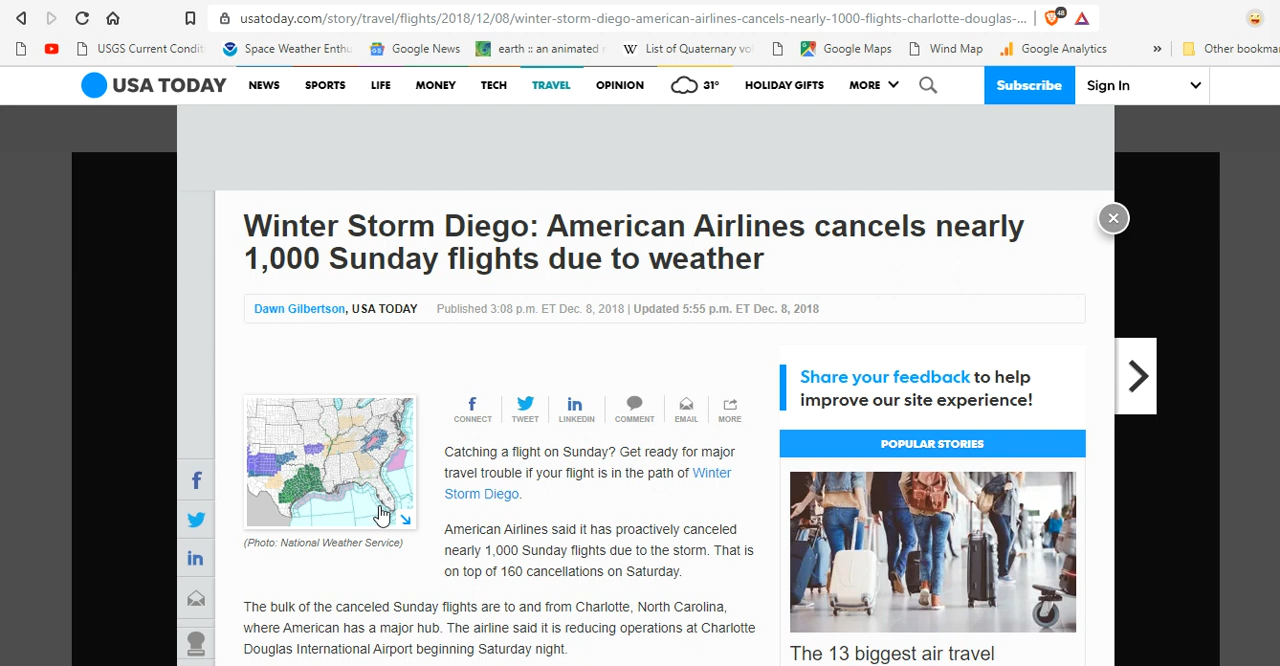 usatoday.com/story/travel/flights/2018/12/08/winter-storm-diego-american-airlines-cancels-nearly-1000-flights-charlotte-douglas-...
48
USGS Current Condit
Space Weather Enthu
Google News
earth :: an animated
List of Quaternary vo
Google Maps
Wind Map
Google Analytics
»
Other bookma
USA TODAY
NEWS
SPORTS
LIFE
MONEY
TECH
TRAVEL
OPINION
31°
HOLIDAY GIFTS
MORE
Subscribe
Sign In
Winter Storm Diego: American Airlines cancels nearly
1,000 Sunday flights due to weather
Dawn Gilbertson, USA TODAY Published 3:08 p.m. ET Dec. 8, 2018 | Updated 5:55 p.m. ET Dec. 8, 2018
CONNECT
TWEET
LINKEDIN
COMMENT
EMAIL
MORE
(Photo: National Weather Service)
Catching a flight on Sunday? Get ready for major
travel trouble if your flight is in the path of Winter
Storm Diego.
American Airlines said it has proactively canceled
nearly 1,000 Sunday flights due to the storm. That is
on top of 160 cancellations on Saturday.
The bulk of the canceled Sunday flights are to and from Charlotte, North Carolina,
where American has a major hub. The airline said it is reducing operations at Charlotte
Douglas International Airport beginning Saturday night.
Share your feedback to help
improve our site experience!
POPULAR STORIES
The 13 biggest air travel